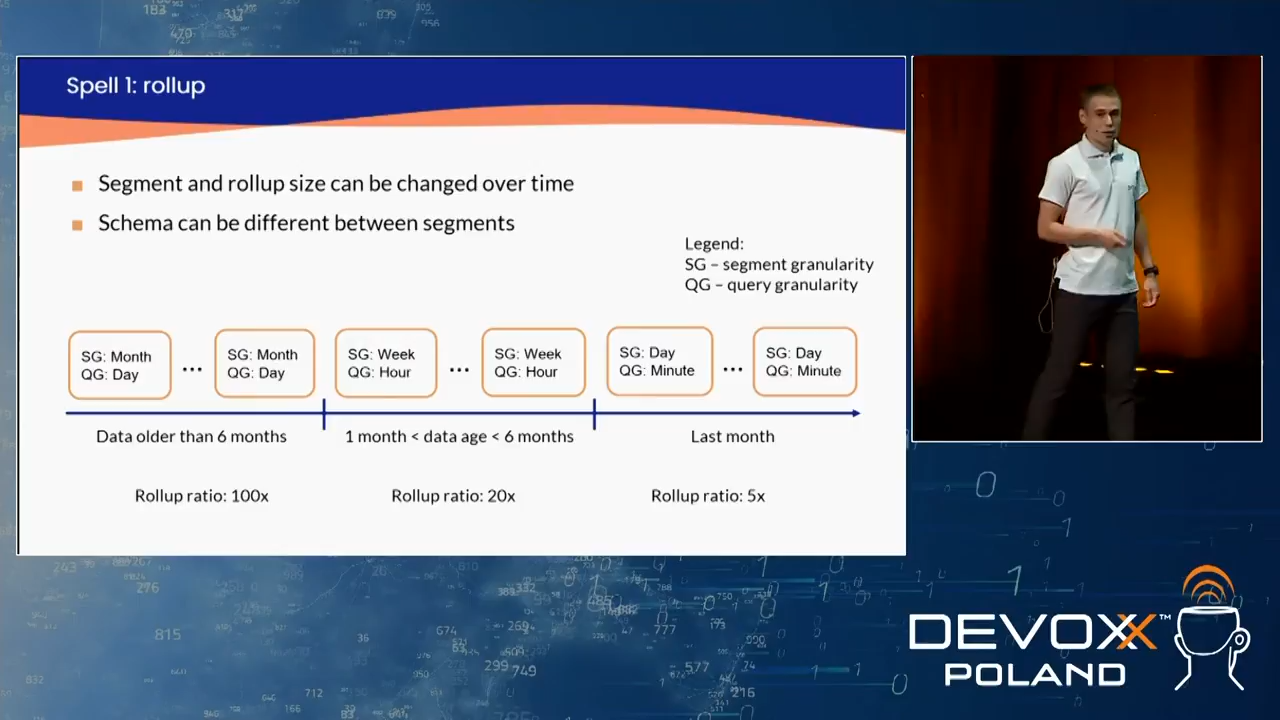 Spell 1: rollup
Segment and rollup size can be changed over time
Schema can be different between segments
Legend:
SG – segment granularity
QG – query granularity
SG: Month
QG: Day
...
SG: Month
QG: Day
SG: Week
QG: Hour
...
SG: Week
QG: Hour
SG: Day
QG: Minute
...
SG: Day
QG: Minute
Data older than 6 months
1 month < data age < 6 months
Last month
Rollup ratio: 100x
Rollup ratio: 20x
Rollup ratio: 5x
DEVOXX™
POLAND